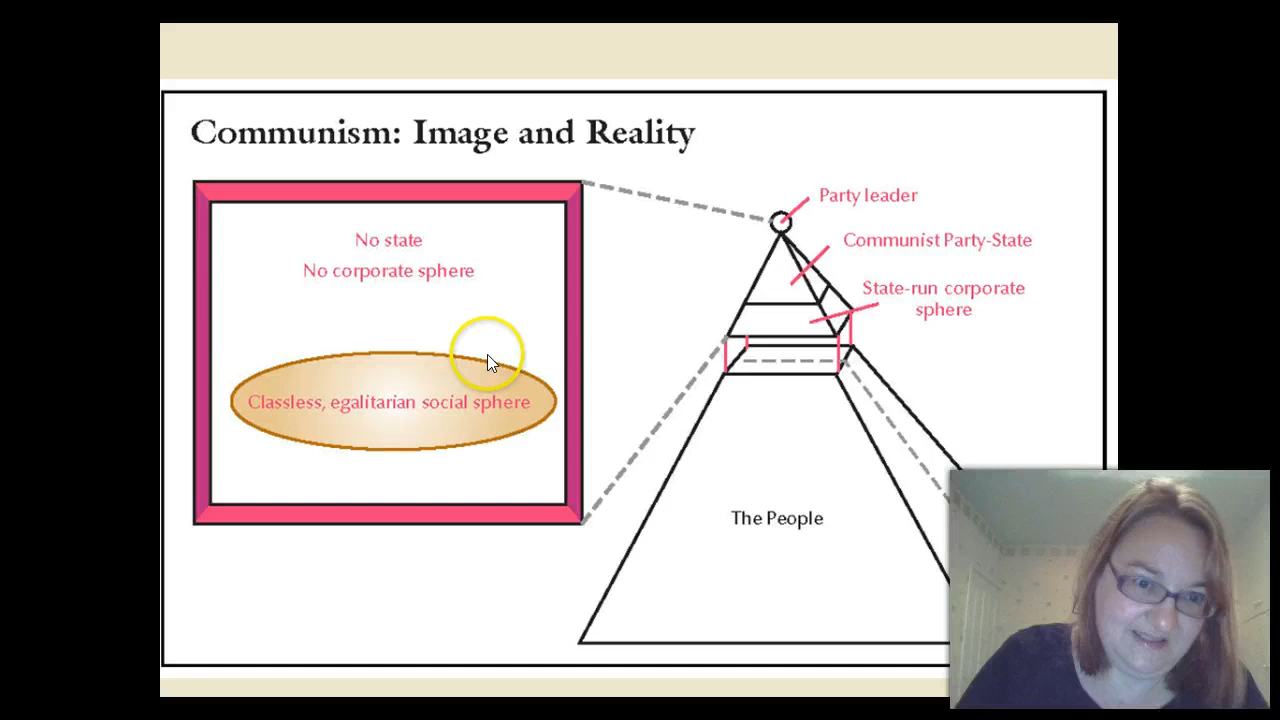 Communism: Image and Reality
No state
No corporate sphere
Classless, egalitarian social sphere
Party leader
Communist Party-State
State-run corporate
sphere
The People